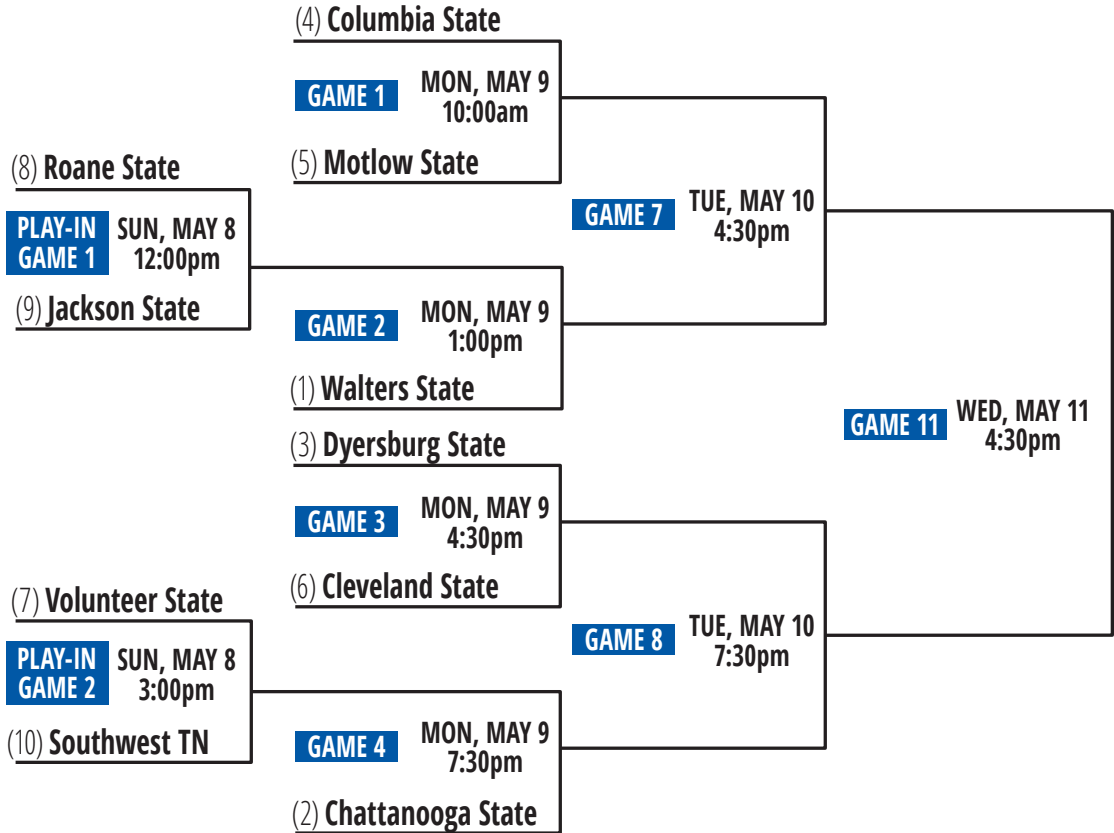 (4) Columbia State
GAME 1
MON, MAY 9
10:00am
(5) Motlow State
(8) Roane State
PLAY-IN
GAME 1
SUN, MAY 8
12:00pm
(9) Jackson State
GAME 2
MON, MAY 9
1:00pm
(1) Walters State
GAME 7
TUE, MAY 10
4:30pm
(3) Dyersburg State
GAME 3
MON, MAY 9
4:30pm
(6) Cleveland State
(7) Volunteer State
PLAY-IN
GAME 2
SUN, MAY 8
3:00pm
(10) Southwest TN
GAME 4
MON, MAY 9
7:30pm
(2) Chattanooga State
GAME 8
TUE, MAY 10
7:30pm
GAME 11
WED, MAY 11
4:30pm